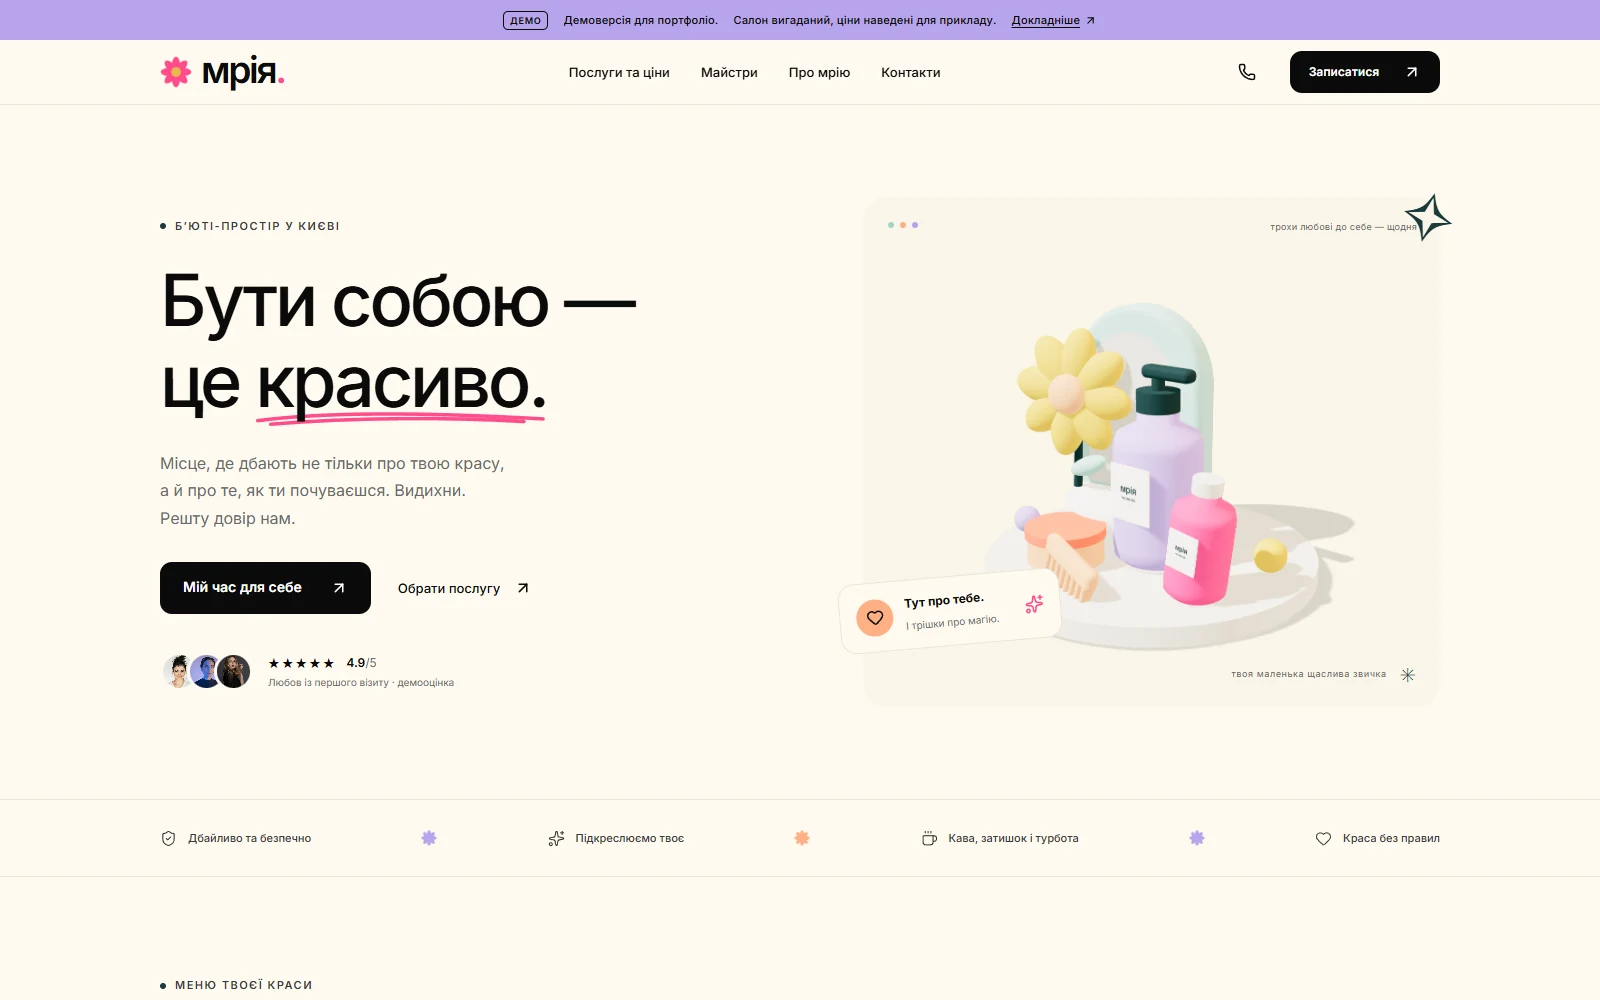 ДЕМО Демоверсія для портфоліо. Салон вигаданий, ціни наведені для прикладу. Докладніше
мрія. Послуги та ціни Майстри Про мрію Контакти Записатися
Б'ЮТІ-ПРОСТІР У КИЄВІ
трохи любові до себе — щодня
Бути собою —
це красиво.
Місце, де дбають не тільки про твою красу,
а й про те, як ти почуваєшся. Видихни.
Решту довір нам.
Мій час для себе Обрати послугу
★★★★★ 4.9/5
Любов із першого візиту · демооцінка
мрія
мрія
Тут про тебе.
І трішки про магію.
твоя маленька щаслива звичка
Дбайливо та безпечно Підкреслюємо твоє Кава, затишок і турбота Краса без правил
МЕНЮ ТВОЄЇ КРАСИ